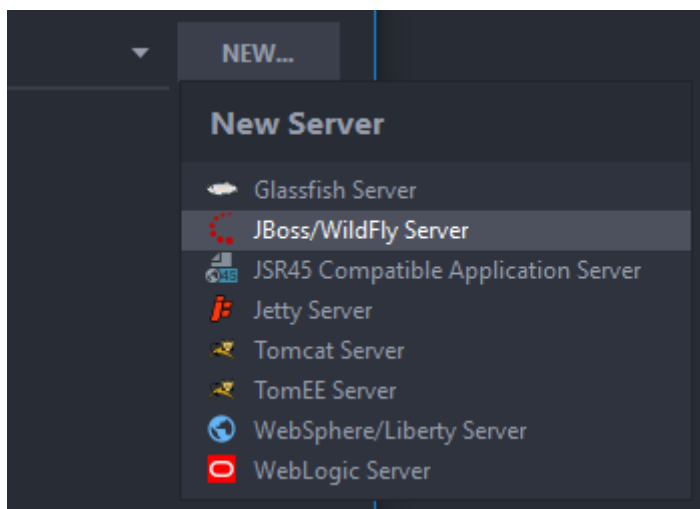 NEW...
New Server
Glassfish Server
JBoss/WildFly Server
45 JSR45 Compatible Application Server
Jetty Server
Tomcat Server
TomEE Server
WebSphere/Liberty Server
WebLogic Server